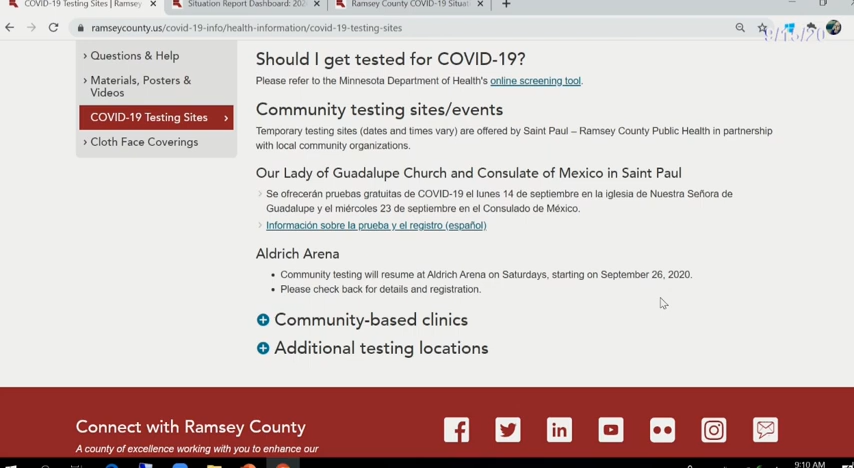 COVID-19 Testing Sites | Ramsey
Situation Report Dashboard: 202
Ramsey County COVID-19 Situat
ramseycounty.us/covid-19-info/health-information/covid-19-testing-sites
Questions & Help
Materials, Posters &
Videos
COVID-19 Testing Sites
Cloth Face Coverings
Should I get tested for COVID-19?
Please refer to the Minnesota Department of Health's online screening tool.
Community testing sites/events
Temporary testing sites (dates and times vary) are offered by Saint Paul – Ramsey County Public Health in partnership
with local community organizations.
Our Lady of Guadalupe Church and Consulate of Mexico in Saint Paul
Se ofrecerán pruebas gratuitas de COVID-19 el lunes 14 de septiembre en la iglesia de Nuestra Señora de
Guadalupe y el miércoles 23 de septiembre en el Consulado de México.
Información sobre la prueba y el registro (español)
Aldrich Arena
Community testing will resume at Aldrich Arena on Saturdays, starting on September 26, 2020.
Please check back for details and registration.
Community-based clinics
Additional testing locations
Connect with Ramsey County
A county of excellence working with you to enhance our
9:10 AM